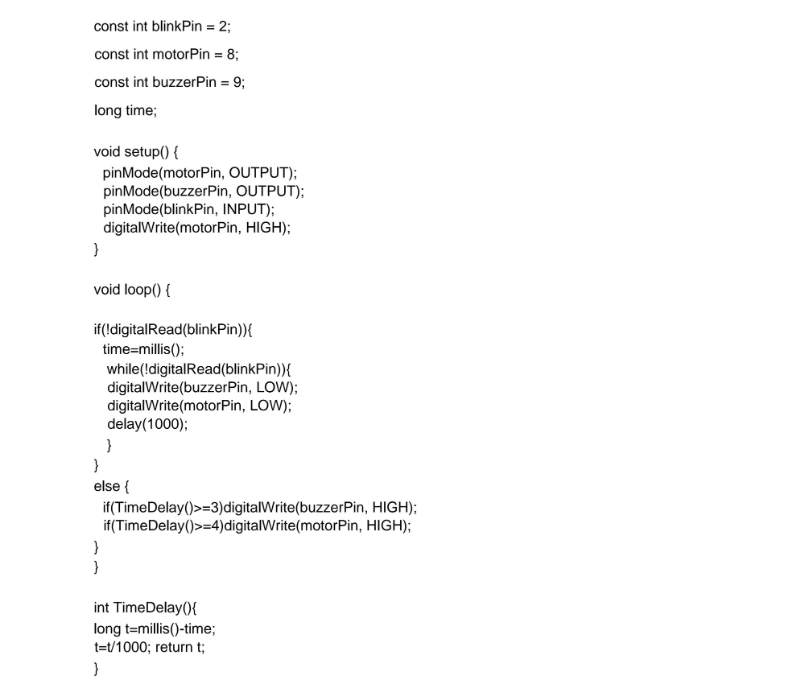 const int blinkPin = 2;
const int motorPin = 8;
const int buzzerPin = 9;
long time;
void setup() {
pinMode(motorPin, OUTPUT);
pinMode(buzzerPin, OUTPUT);
pinMode(blinkPin, INPUT);
digitalWrite(motorPin, HIGH);
}
void loop() {
if(!digitalRead(blinkPin)){
time=millis();
while(!digitalRead(blinkPin)){
digitalWrite(buzzerPin, LOW);
digitalWrite(motorPin, LOW);
delay(1000);
}
}
else {
if(TimeDelay()>=3)digitalWrite(buzzerPin, HIGH);
if(TimeDelay()>=4)digitalWrite(motorPin, HIGH);
}
}
int TimeDelay(){
long t=millis()-time;
t=t/1000; return t;
}